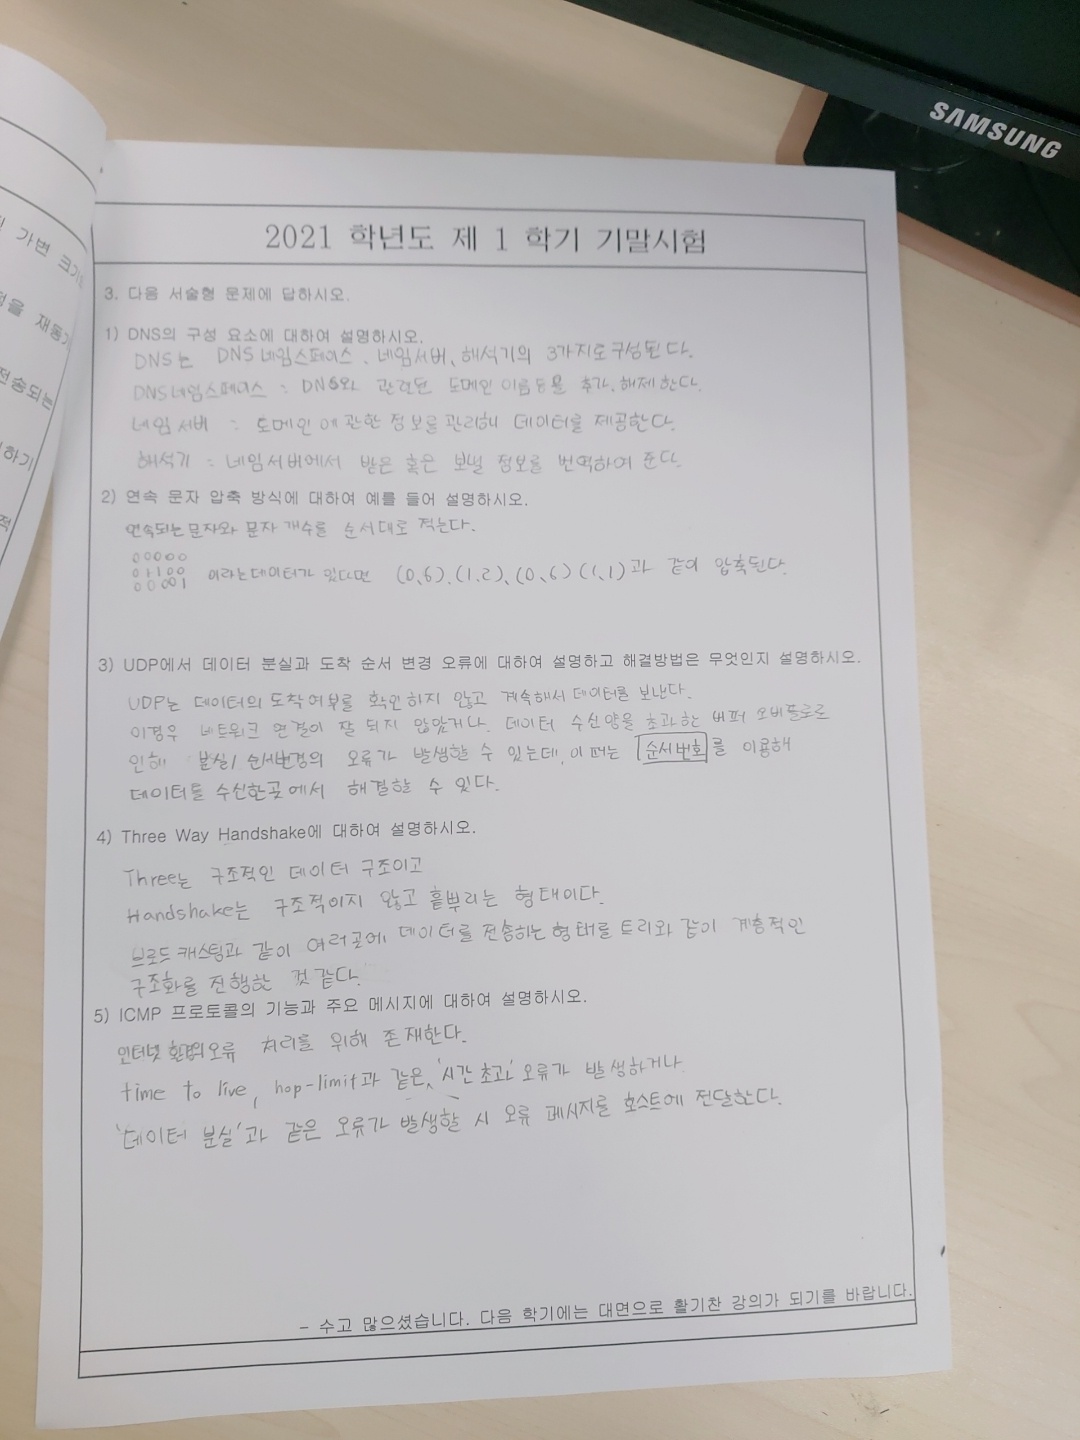 SAMSUNG
가변 크기
재동기
전송되는
하기
적
2021 학년도 제 1 학기 기말시험
3. 다음 서술형 문제에 답하시오.
1) DNS의 구성 요소에 대하여 설명하시오.
DNS는 DNS 네임스페이스, 네임서버, 해석기의 3가지로 구성된다.
DNS네임스페이스 : DNS와 관련된 도메인 이름등을 추가, 해제한다.
네임서버 : 도메인에 관한 정보를 관리해 데이터를 제공한다.
해석기 : 네임서버에서 받은 혹은 보낼 정보를 번역하여 준다.
2) 연속 문자 압축 방식에 대하여 예를 들어 설명하시오.
연속되는 문자와 문자 개수를 순서대로 적는다.
00000
01100
00001 이라는 데이터가 있다면 (0,6), (1,2), (0,6) (1,1)과 같이 압축된다.
3) UDP에서 데이터 분실과 도착 순서 변경 오류에 대하여 설명하고 해결방법은 무엇인지 설명하시오.
UDP는 데이터의 도착여부를 확인하지 않고 계속해서 데이터를 보낸다.
이경우 네트워크 연결이 잘 되지 않았거나, 데이터 수신양을 초과하는 버퍼 오버플로로
인해 분실/순서변경의 오류가 발생할 수 있는데, 이 때는 순서번호를 이용해
데이터를 수신한곳에서 해결할 수 있다.
4) Three Way Handshake에 대하여 설명하시오.
Three는 구조적인 데이터 구조이고
Handshake는 구조적이지 않고 흩뿌리는 형태이다.
브로드캐스팅과 같이 여러곳에 데이터를 전송하는 형태를 트리와 같이 계층적인
구조화를 진행한 것 같다.
5) ICMP 프로토콜의 기능과 주요 메시지에 대하여 설명하시오.
인터넷 환경의 오류 처리를 위해 존재한다.
time to live, hop-limit과 같은, '시간 초과' 오류가 발생하거나
'데이터 분실'과 같은 오류가 발생할 시 오류 메시지를 호스트에 전달한다.
- 수고 많으셨습니다. 다음 학기에는 대면으로 활기찬 강의가 되기를 바랍니다.